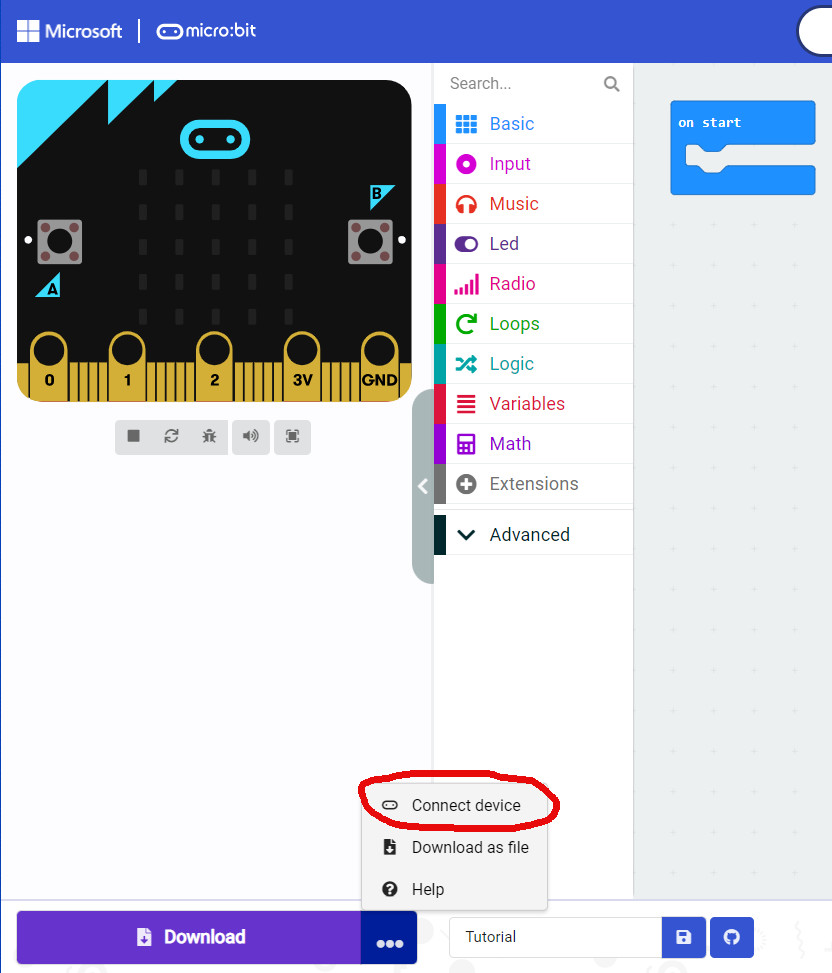 Microsoft
micro:bit
Search...
Basic
Input
Music
Led
Radio
Loops
Logic
Variables
Math
Extensions
Advanced
on start
B
A
0 1 2 3V GND
Connect device
Download as file
Help
Download
Tutorial